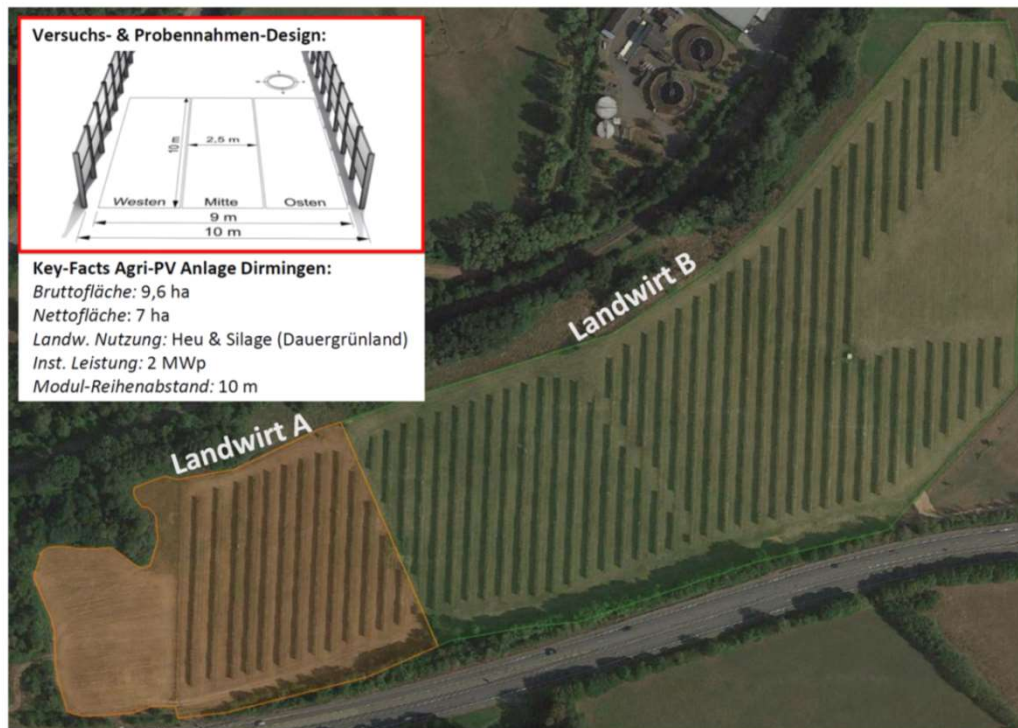 Versuchs- & Probennahmen-Design:
10 m
2,5 m
Westen
Mitte
Osten
9 m
10 m
Key-Facts Agri-PV Anlage Dirmingen:
Bruttofläche: 9,6 ha
Nettofläche: 7 ha
Landw. Nutzung: Heu & Silage (Dauergrünland)
Inst. Leistung: 2 MWp
Modul-Reihenabstand: 10 m
Landwirt B
Landwirt A